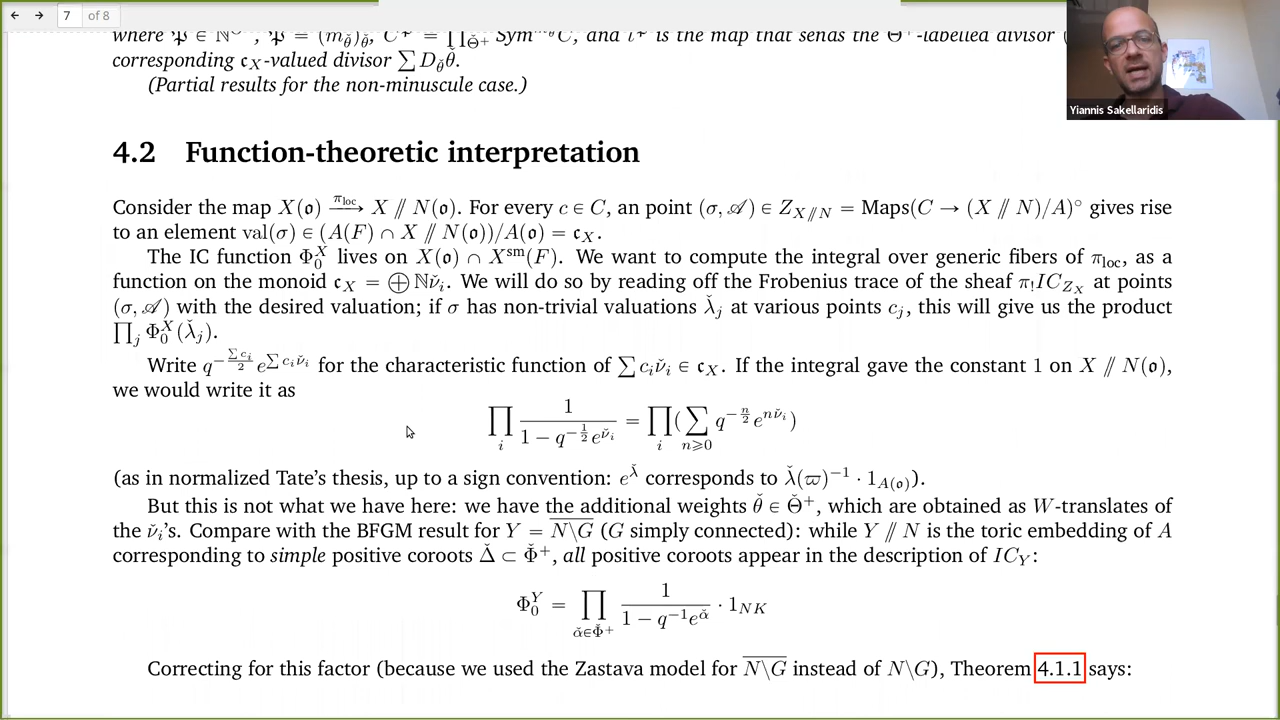 7 of 8
where 𝔓 ∈ ℕ , 𝔓 = (m_θ̌)_θ̌, C^𝔓 = ∏_Θ̌⁺ Sym C, and is the map that sends the Θ̌⁺-labelled divisor
corresponding 𝔠_X-valued divisor ∑ D_θ̌ θ̌.
(Partial results for the non-minuscule case.)
Yiannis Sakellaridis
4.2 Function-theoretic interpretation
Consider the map X(𝔬) —π_loc→ X ⫽ N(𝔬). For every c ∈ C, an point (σ, 𝒜) ∈ Z_{X⫽N} = Maps(C → (X ⫽ N)/A)° gives rise
to an element val(σ) ∈ (A(F) ∩ X ⫽ N(𝔬))/A(𝔬) = 𝔠_X.
The IC function Φ_0^X lives on X(𝔬) ∩ X^sm(F). We want to compute the integral over generic fibers of π_loc, as a
function on the monoid 𝔠_X = ⊕ ℕν̌_i. We will do so by reading off the Frobenius trace of the sheaf π_!IC_{Z_X} at points
(σ, 𝒜) with the desired valuation; if σ has non-trivial valuations λ̌_j at various points c_j, this will give us the product
∏_j Φ_0^X(λ̌_j).
Write q^{-\frac{∑ c_i}{2}} e^{∑ c_i ν̌_i} for the characteristic function of ∑ c_i ν̌_i ∈ 𝔠_X. If the integral gave the constant 1 on X ⫽ N(𝔬),
we would write it as
∏_i \frac{1}{1 − q^{-\frac{1}{2}} e^{ν̌_i}} = ∏_i (∑_{n⩾0} q^{-\frac{n}{2}} e^{nν̌_i})
(as in normalized Tate's thesis, up to a sign convention: e^λ̌ corresponds to λ̌(ϖ)^{-1} · 1_{A(𝔬)}).
But this is not what we have here: we have the additional weights θ̌ ∈ Θ̌⁺, which are obtained as W-translates of
the ν̌_i's. Compare with the BFGM result for Y = \overline{N\G} (G simply connected): while Y ⫽ N is the toric embedding of A
corresponding to simple positive coroots Δ̌ ⊂ Φ̌⁺, all positive coroots appear in the description of IC_Y:
Φ_0^Y = ∏_{α̌∈Φ̌⁺} \frac{1}{1 − q^{-1} e^{α̌}} · 1_{NK}
Correcting for this factor (because we used the Zastava model for \overline{N\G} instead of N\G), Theorem 4.1.1 says: